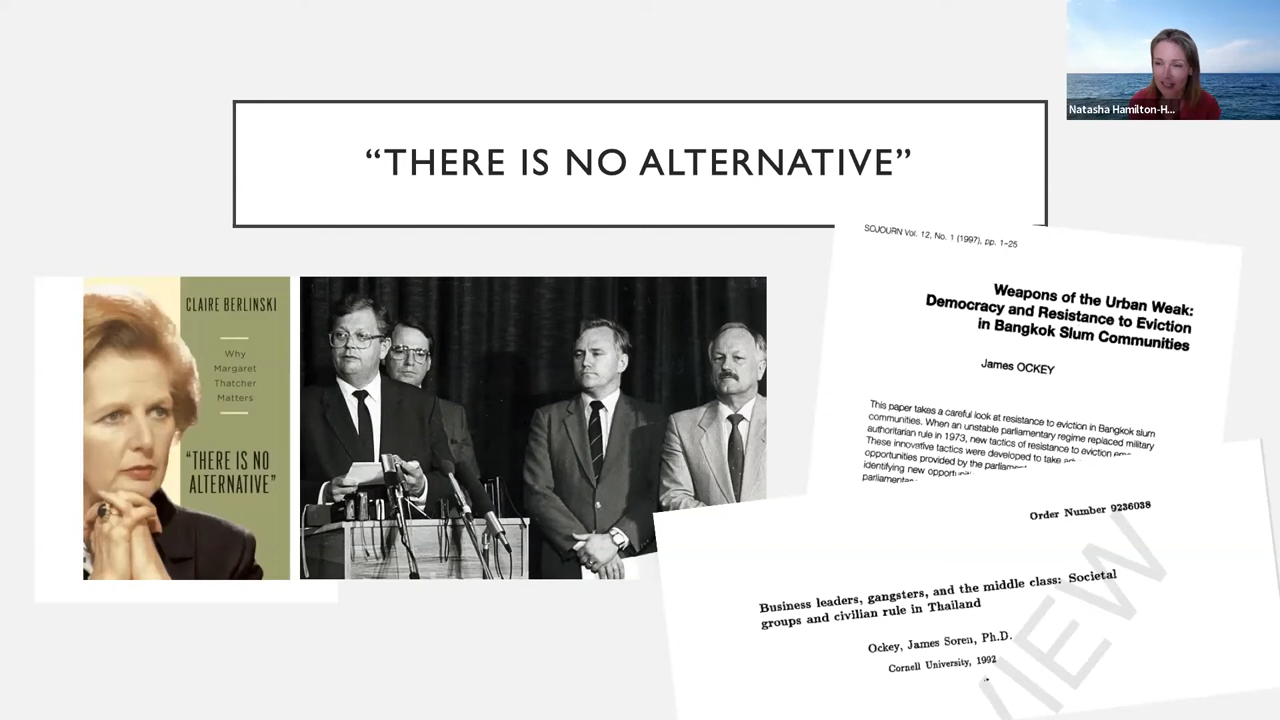 Natasha Hamilton-H...
“THERE IS NO ALTERNATIVE”
CLAIRE BERLINSKI
Why
Margaret
Thatcher
Matters
“THERE IS NO
ALTERNATIVE”
SOJOURN Vol. 12, No. 1 (1997), pp. 1–25
Weapons of the Urban Weak:
Democracy and Resistance to Eviction
in Bangkok Slum Communities
James OCKEY
This paper takes a careful look at resistance to eviction in Bangkok slum
communities. When an unstable parliamentary regime replaced military
authoritarian rule in 1973, new tactics of resistance to eviction
These innovative tactics were developed to take
opportunities provided by the
identifying new
Order Number 9236038
Business leaders, gangsters, and the middle class: Societal
groups and civilian rule in Thailand
Ockey, James Soren, Ph.D.
Cornell University, 1992
VIEW